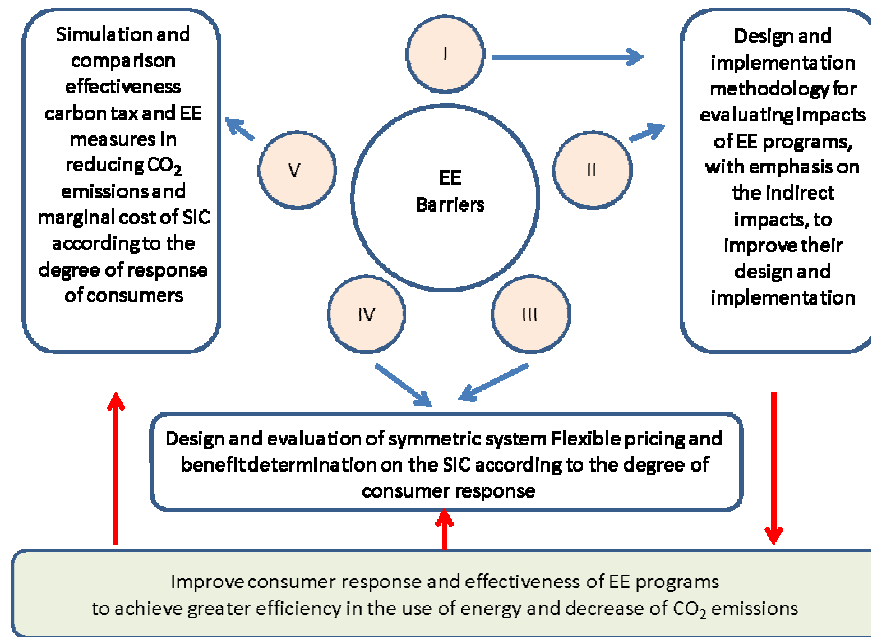 Simulation and
comparison
effectiveness
carbon tax and EE
measures in
reducing CO2
emissions and
marginal cost of SIC
according to the
degree of response
of consumers
I
V
EE
Barriers
II
IV
III
Design and
implementation
methodology for
evaluating impacts
of EE programs,
with emphasis on
the indirect
impacts, to
improve their
design and
implementation
Design and evaluation of symmetric system Flexible pricing and
benefit determination on the SIC according to the degree of
consumer response
Improve consumer response and effectiveness of EE programs
to achieve greater efficiency in the use of energy and decrease of CO2 emissions